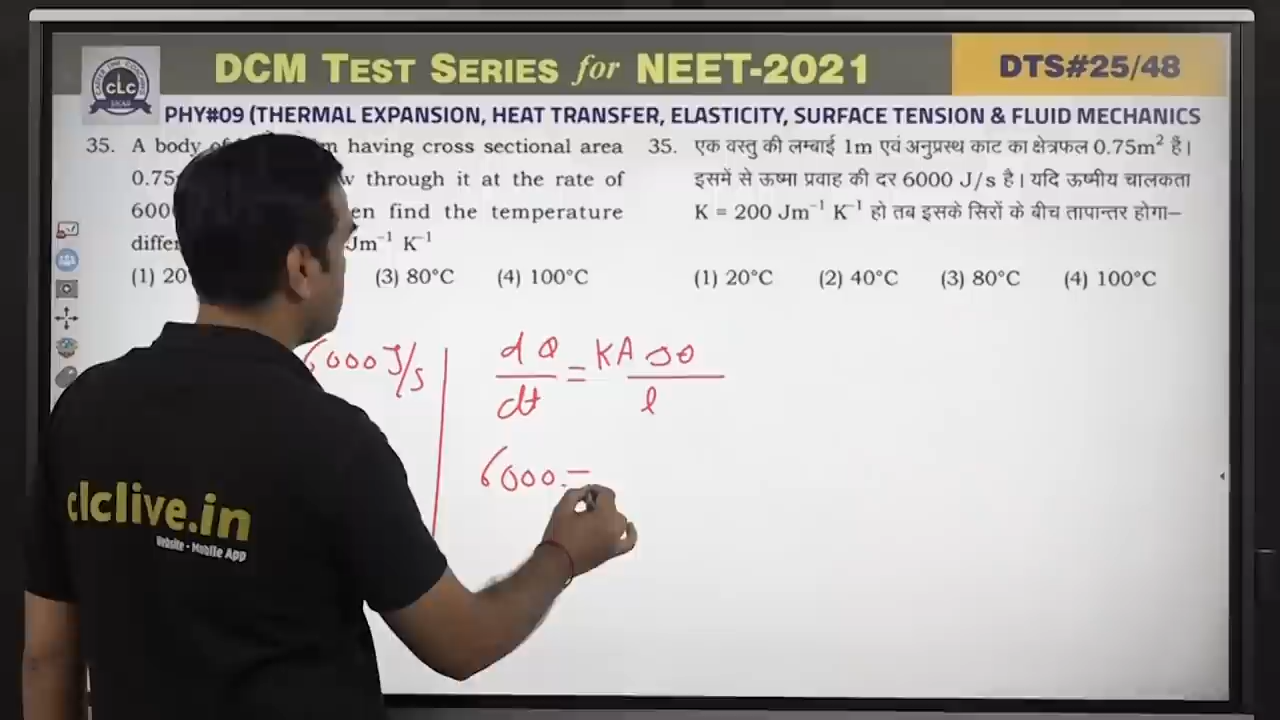 DCM TEST SERIES for NEET-2021
DTS#25/48
CLC
PHY#09 (THERMAL EXPANSION, HEAT TRANSFER, ELASTICITY, SURFACE TENSION & FLUID MECHANICS
35. A body of m having cross sectional area
0.75 through it at the rate of
600 find the temperature
Jm⁻¹ K⁻¹
(1) 20 (3) 80°C (4) 100°C
35. एक वस्तु की लम्बाई 1m एवं अनुप्रस्थ काट का क्षेत्रफल 0.75m² है।
इसमें से ऊष्मा प्रवाह की दर 6000 J/s है। यदि ऊष्मीय चालकता
K = 200 Jm⁻¹ K⁻¹ हो तब इसके सिरों के बीच तापान्तर होगा–
(1) 20°C (2) 40°C (3) 80°C (4) 100°C
6000 J/s
dQ/dt = KA Δθ/l
6000 =
clclive.in
Website - Mobile App